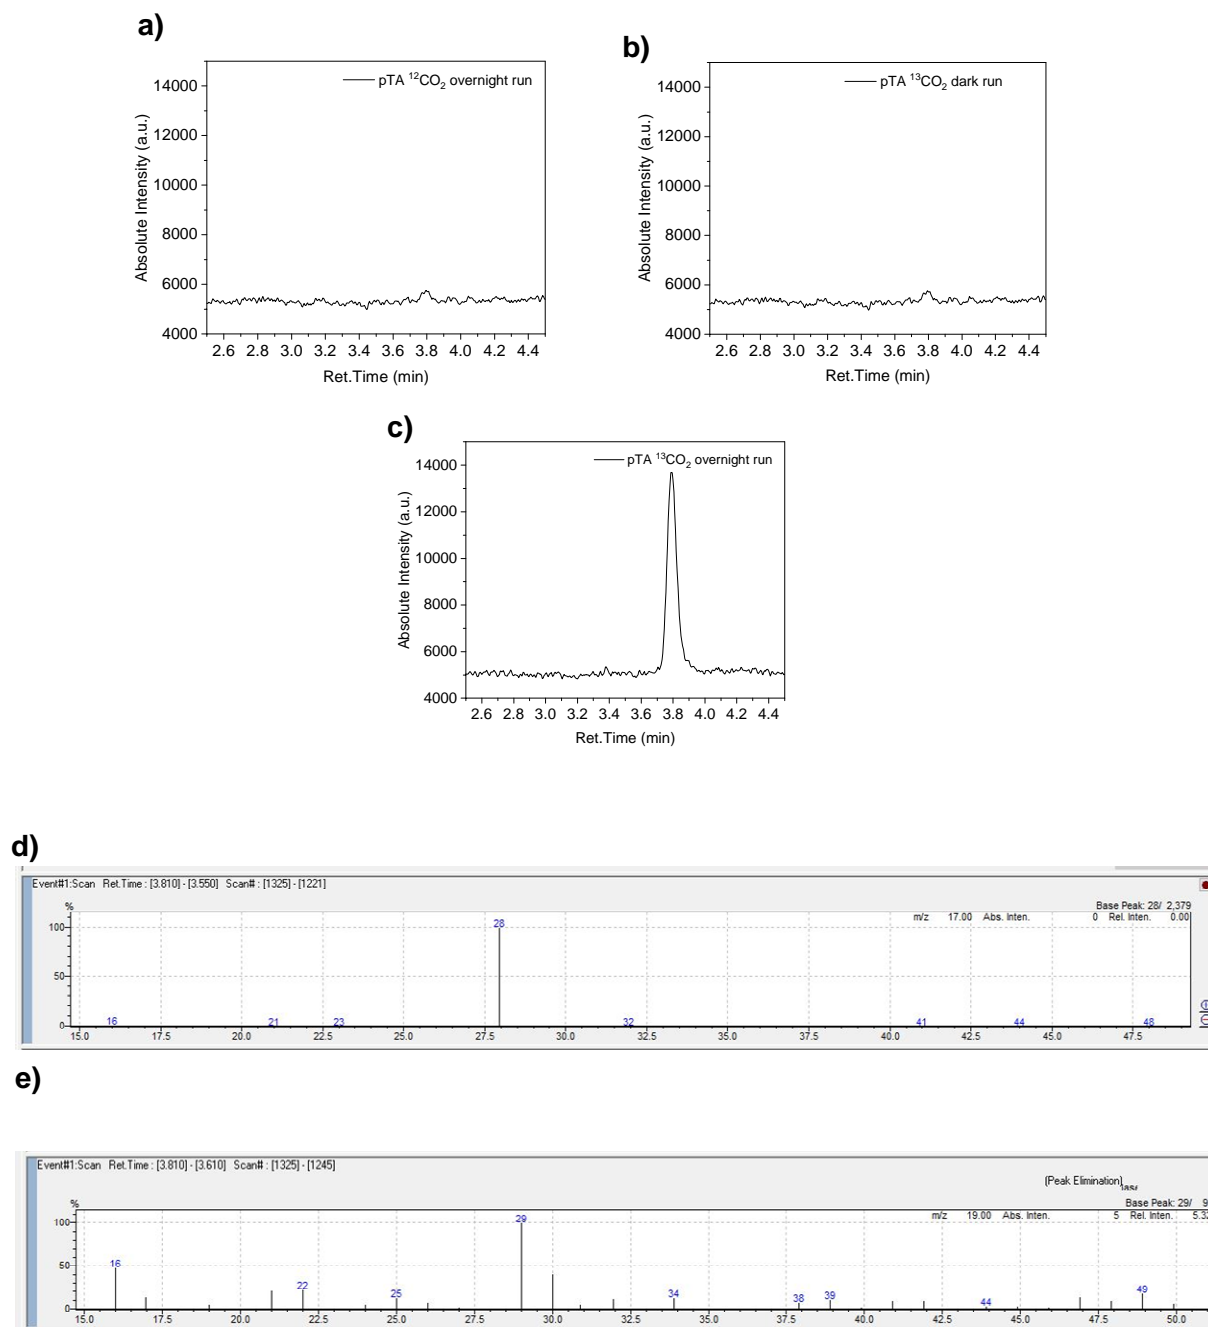 a)
pTA ¹²CO₂ overnight run
14000
12000
10000
8000
6000
4000
Absolute Intensity (a.u.)
2.6 2.8 3.0 3.2 3.4 3.6 3.8 4.0 4.2 4.4
Ret.Time (min)
b)
pTA ¹³CO₂ dark run
14000
12000
10000
8000
6000
4000
Absolute Intensity (a.u.)
2.6 2.8 3.0 3.2 3.4 3.6 3.8 4.0 4.2 4.4
Ret.Time (min)
c)
pTA ¹³CO₂ overnight run
14000
12000
10000
8000
6000
4000
Absolute Intensity (a.u.)
2.6 2.8 3.0 3.2 3.4 3.6 3.8 4.0 4.2 4.4
Ret.Time (min)
d)
Event#1:Scan Ret.Time : [3.810] - [3.550] Scan# : [1325] - [1221]
Base Peak: 28/ 2,379
% m/z 17.00 Abs. Inten. 0 Rel. Inten. 0.00
100
50
0
28
16 21 23 32 41 44 48
15.0 17.5 20.0 22.5 25.0 27.5 30.0 32.5 35.0 37.5 40.0 42.5 45.0 47.5
e)
Event#1:Scan Ret.Time : [3.810] - [3.610] Scan# : [1325] - [1245]
(Peak Elimination)
Base Peak: 29/ 9
% m/z 19.00 Abs. Inten. 5 Rel. Inten.
100
50
0
29
16 22 25 34 38 39 44 49
15.0 17.5 20.0 22.5 25.0 27.5 30.0 32.5 35.0 37.5 40.0 42.5 45.0 47.5 50.0